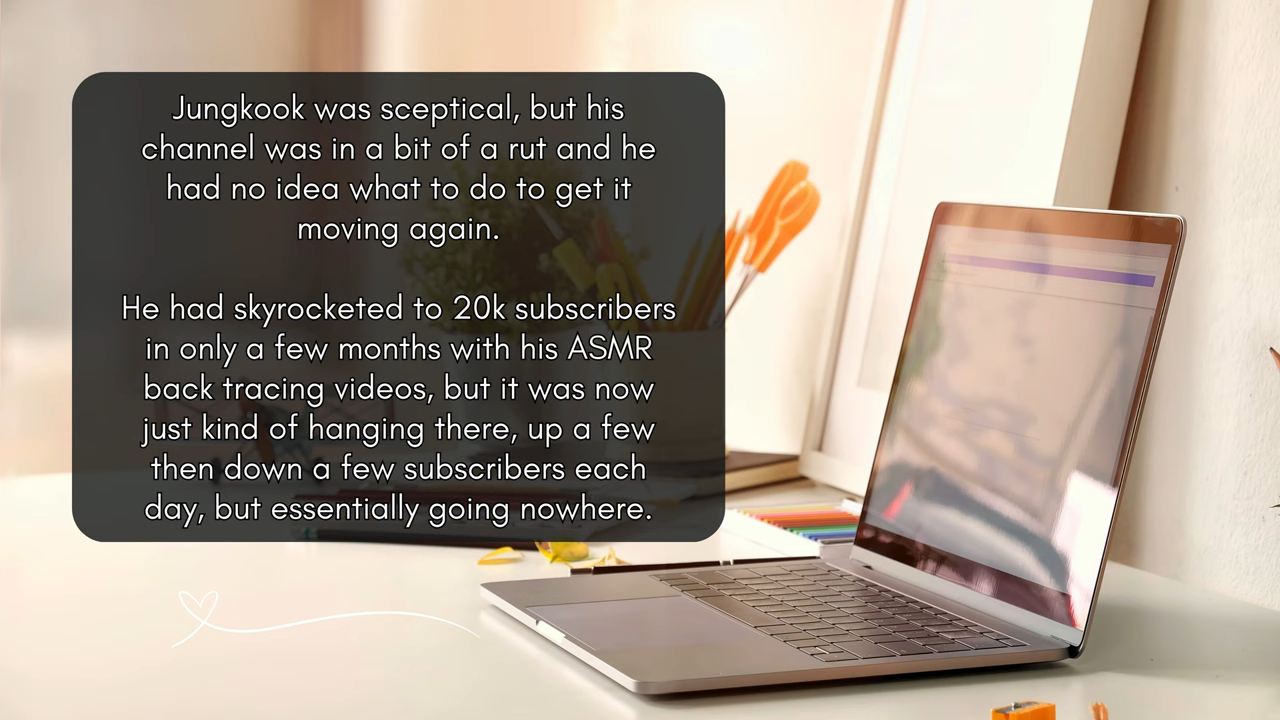 Jungkook was sceptical, but his
channel was in a bit of a rut and he
had no idea what to do to get it
moving again.
He had skyrocketed to 20k subscribers
in only a few months with his ASMR
back tracing videos, but it was now
just kind of hanging there, up a few
then down a few subscribers each
day, but essentially going nowhere.